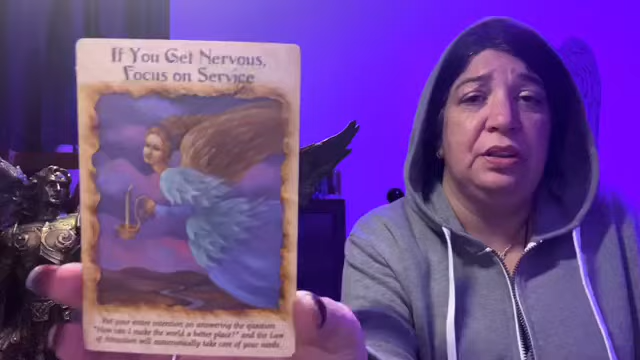 If You Get Nervous,
Focus on Service
Put your entire intention on answering the question
"How can I make the world a better place?" and the Law
of Attraction will automatically take care of your needs.